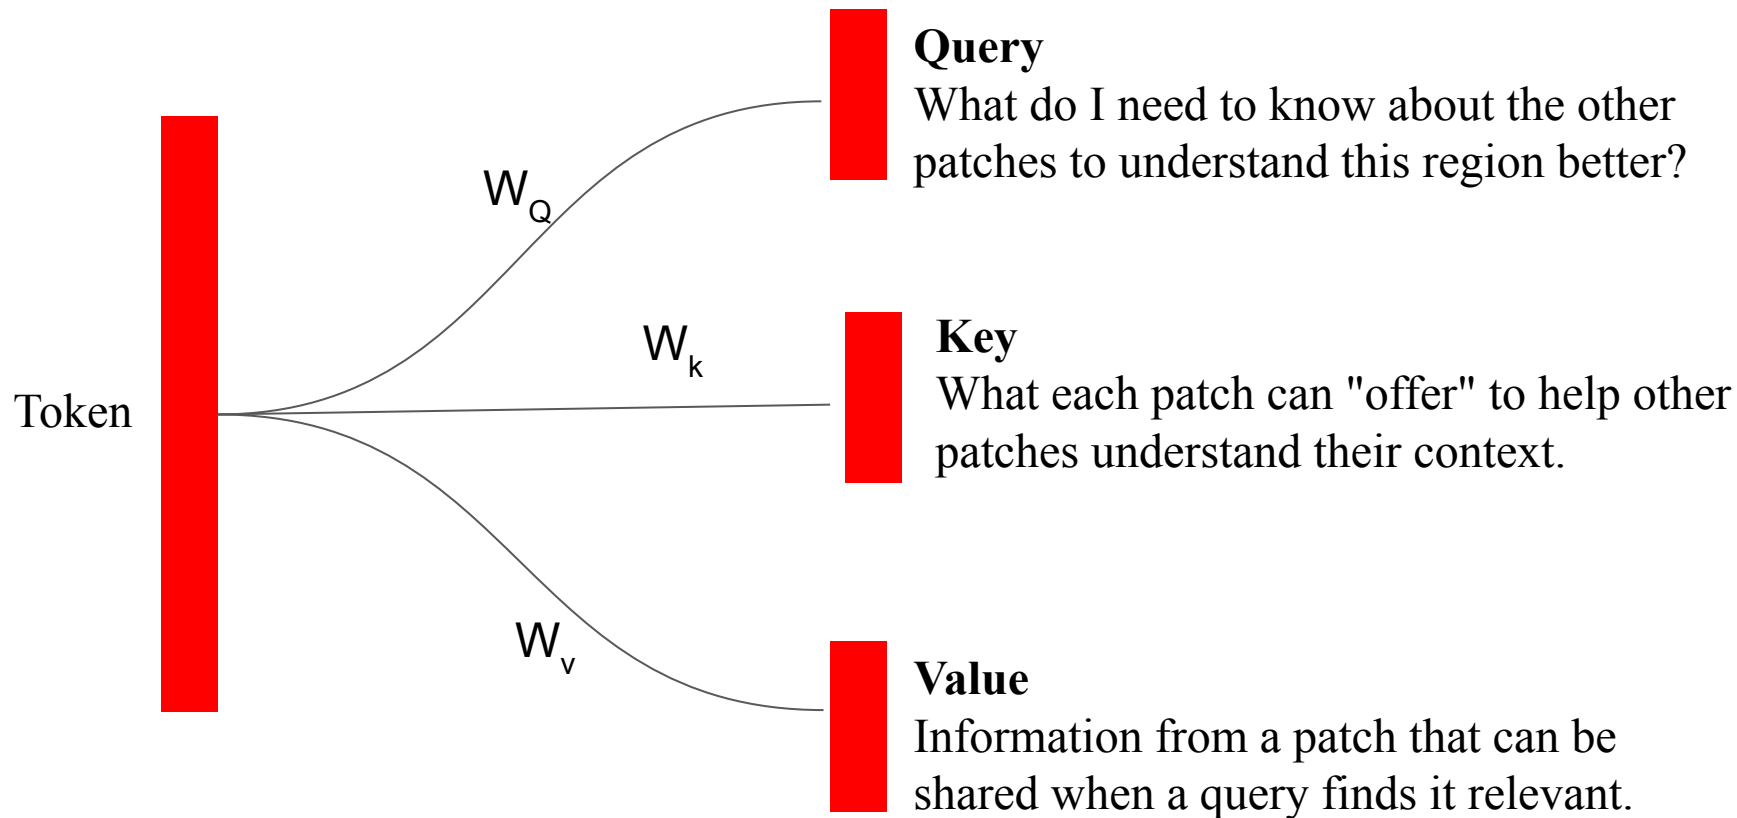 Query
What do I need to know about the other
patches to understand this region better?
W_Q
Key
What each patch can "offer" to help other
patches understand their context.
W_k
Token
W_v
Value
Information from a patch that can be
shared when a query finds it relevant.